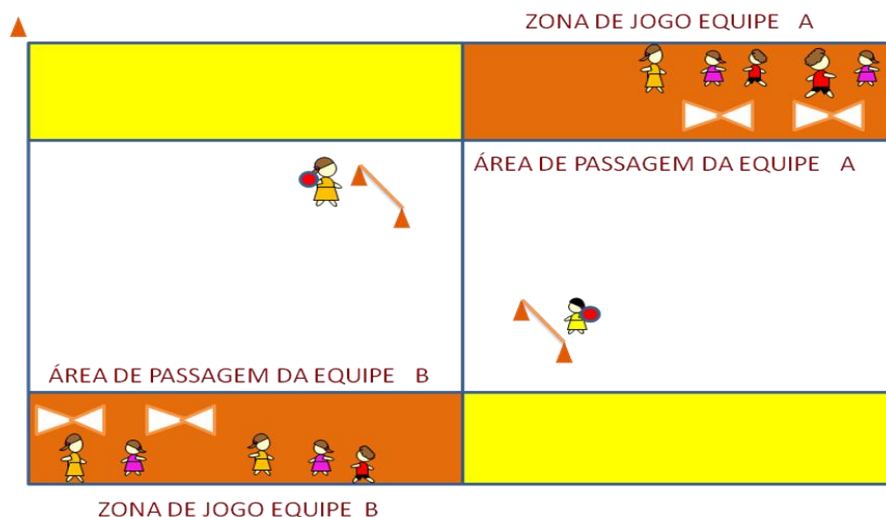 ZONA DE JOGO EQUIPE A
ÁREA DE PASSAGEM DA EQUIPE A
ÁREA DE PASSAGEM DA EQUIPE B
ZONA DE JOGO EQUIPE B